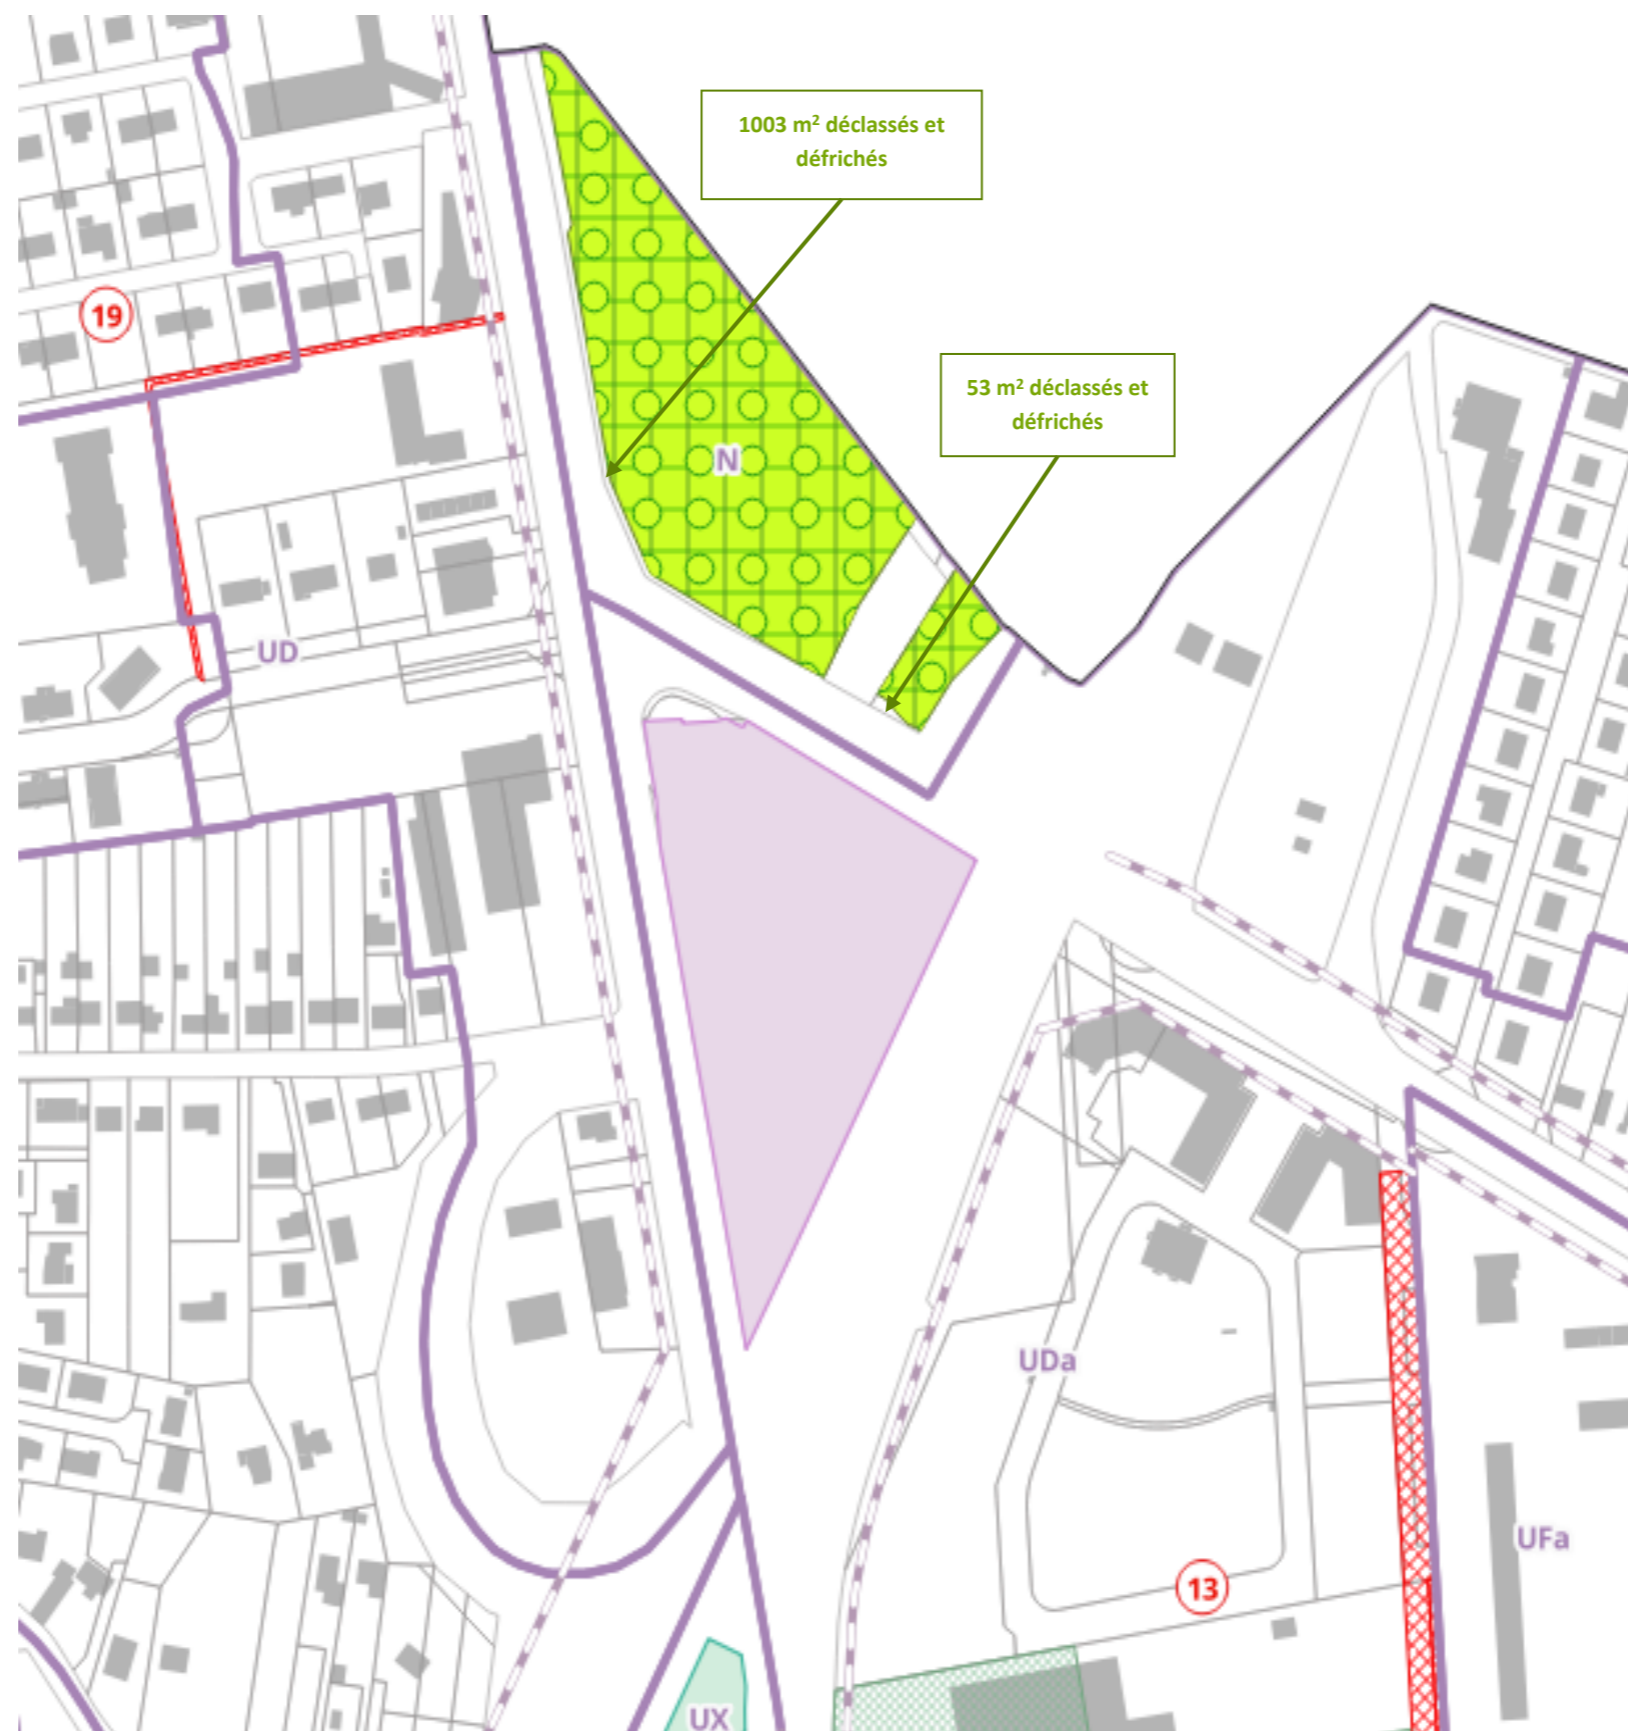 1003 m² déclassés et
défrichés
19
53 m² déclassés et
défrichés
N
UD
UDa
UFa
13
UX